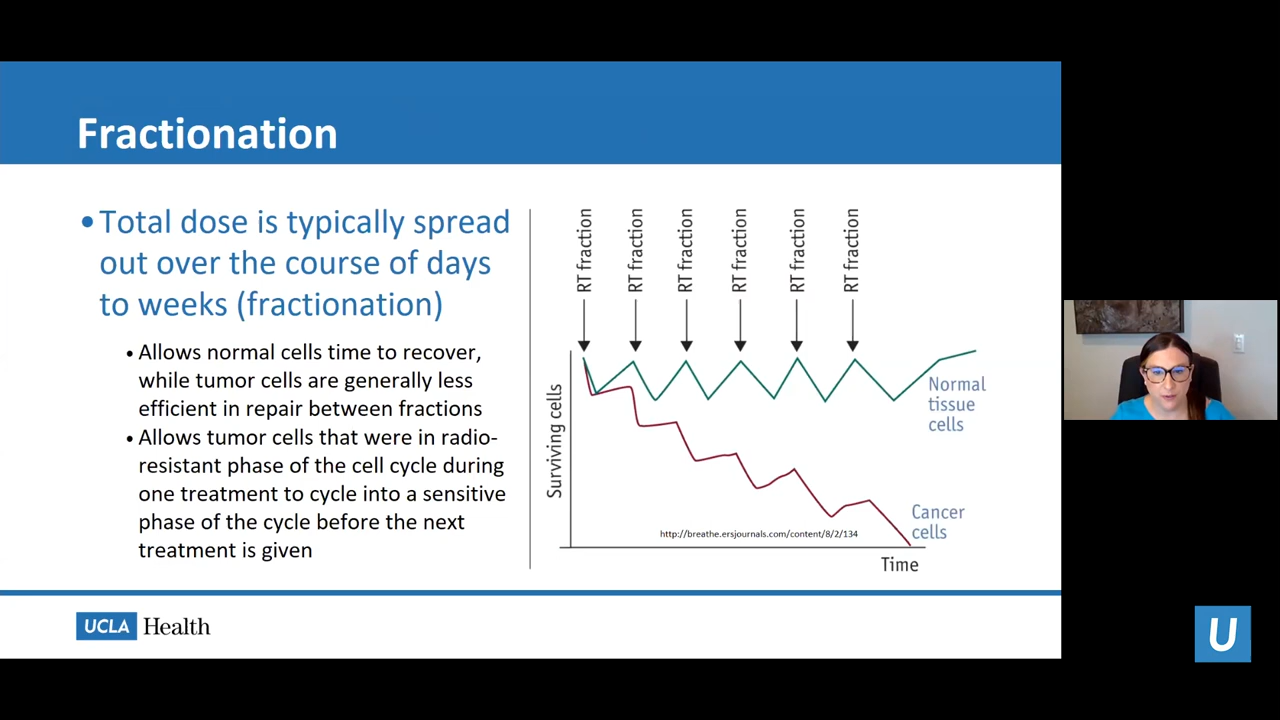 Fractionation
•Total dose is typically spread
out over the course of days
to weeks (fractionation)
• Allows normal cells time to recover,
while tumor cells are generally less
efficient in repair between fractions
• Allows tumor cells that were in radio-
resistant phase of the cell cycle during
one treatment to cycle into a sensitive
phase of the cycle before the next
treatment is given
RT fraction
RT fraction
RT fraction
RT fraction
RT fraction
RT fraction
Surviving cells
Normal
tissue
cells
Cancer
cells
http://breathe.ersjournals.com/content/8/2/134
Time
UCLA Health
U